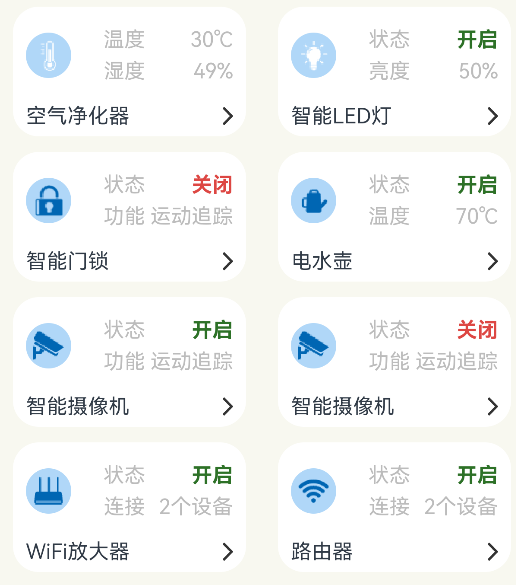 温度 30℃
湿度 49%
空气净化器
状态 开启
亮度 50%
智能LED灯
状态 关闭
功能 运动追踪
智能门锁
状态 开启
温度 70℃
电水壶
状态 开启
功能 运动追踪
智能摄像机
状态 关闭
功能 运动追踪
智能摄像机
状态 开启
连接 2个设备
WiFi放大器
状态 开启
连接 2个设备
路由器